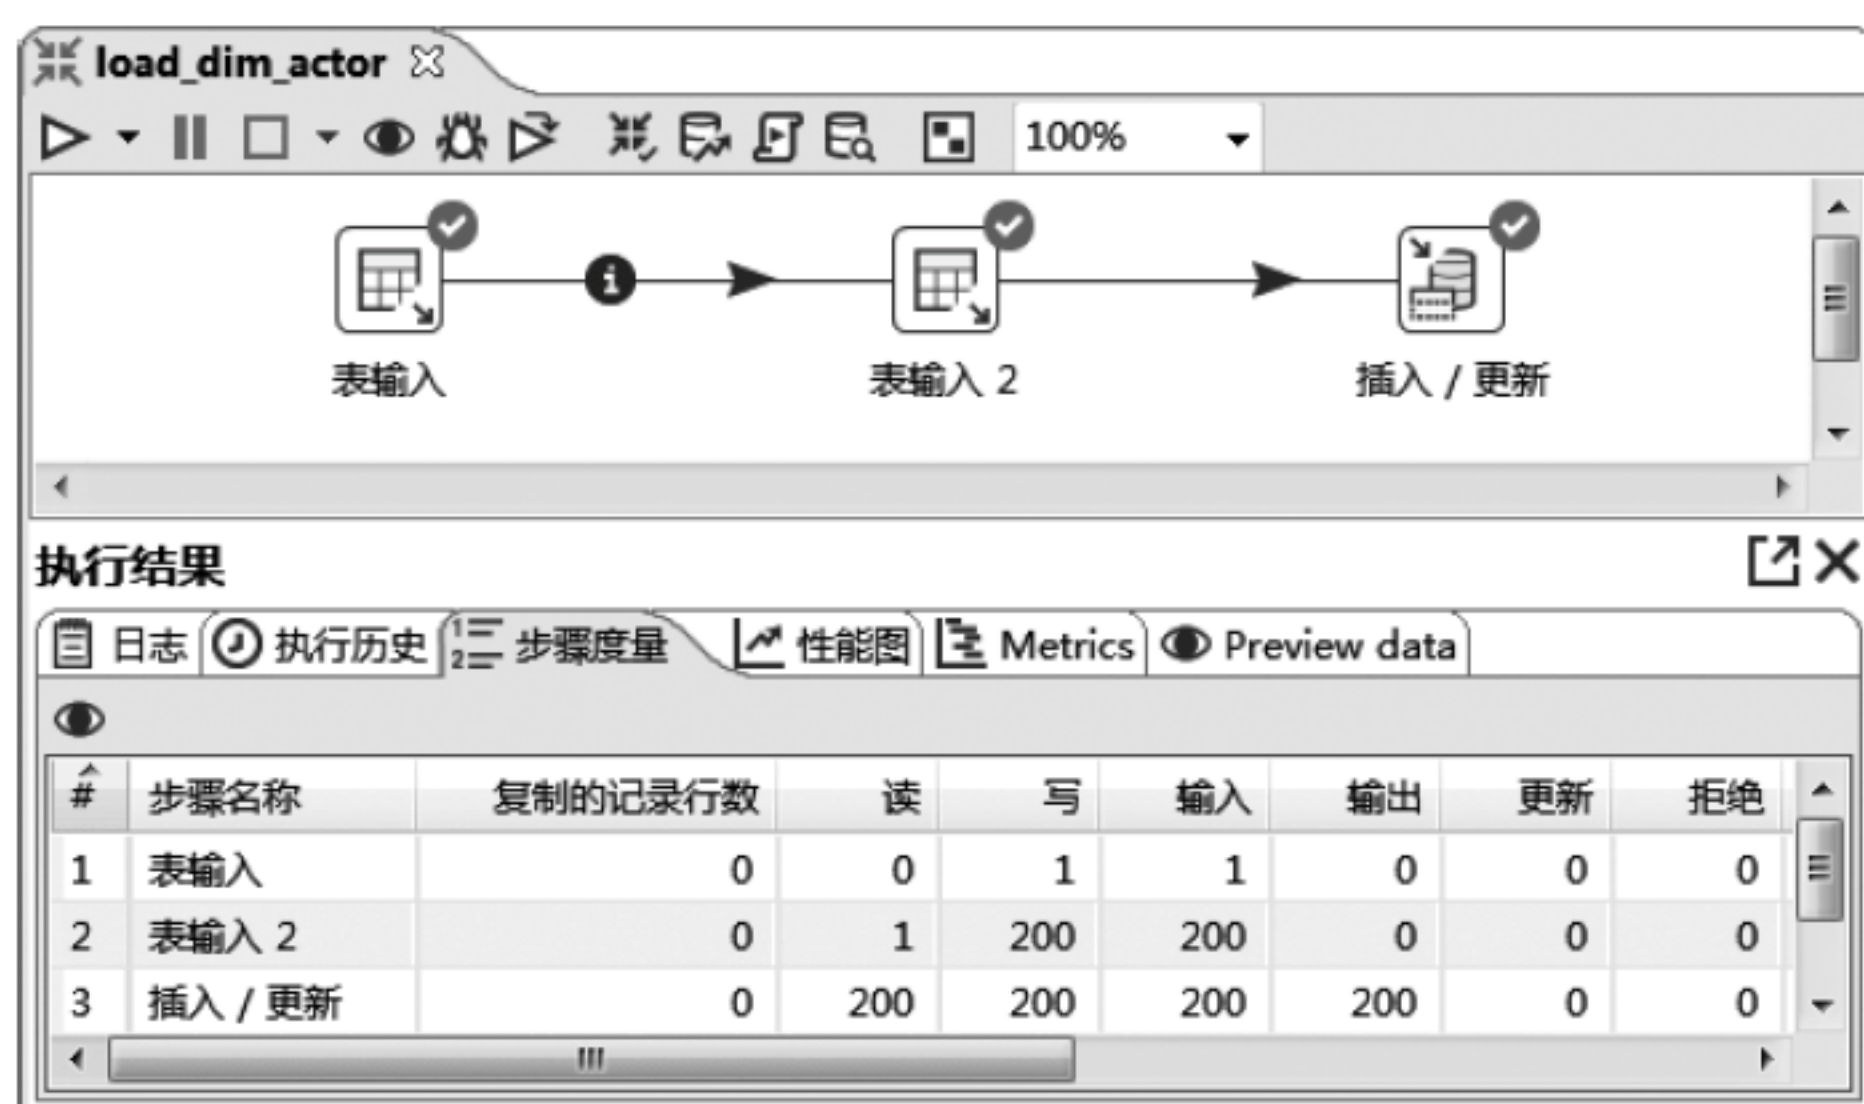 load_dim_actor
100%
表输入 表输入 2 插入 / 更新
执行结果
日志 执行历史 步骤度量 性能图 Metrics Preview data
# 步骤名称 复制的记录行数 读 写 输入 输出 更新 拒绝
1 表输入 0 0 1 1 0 0 0
2 表输入 2 0 1 200 200 0 0 0
3 插入 / 更新 0 200 200 200 200 0 0